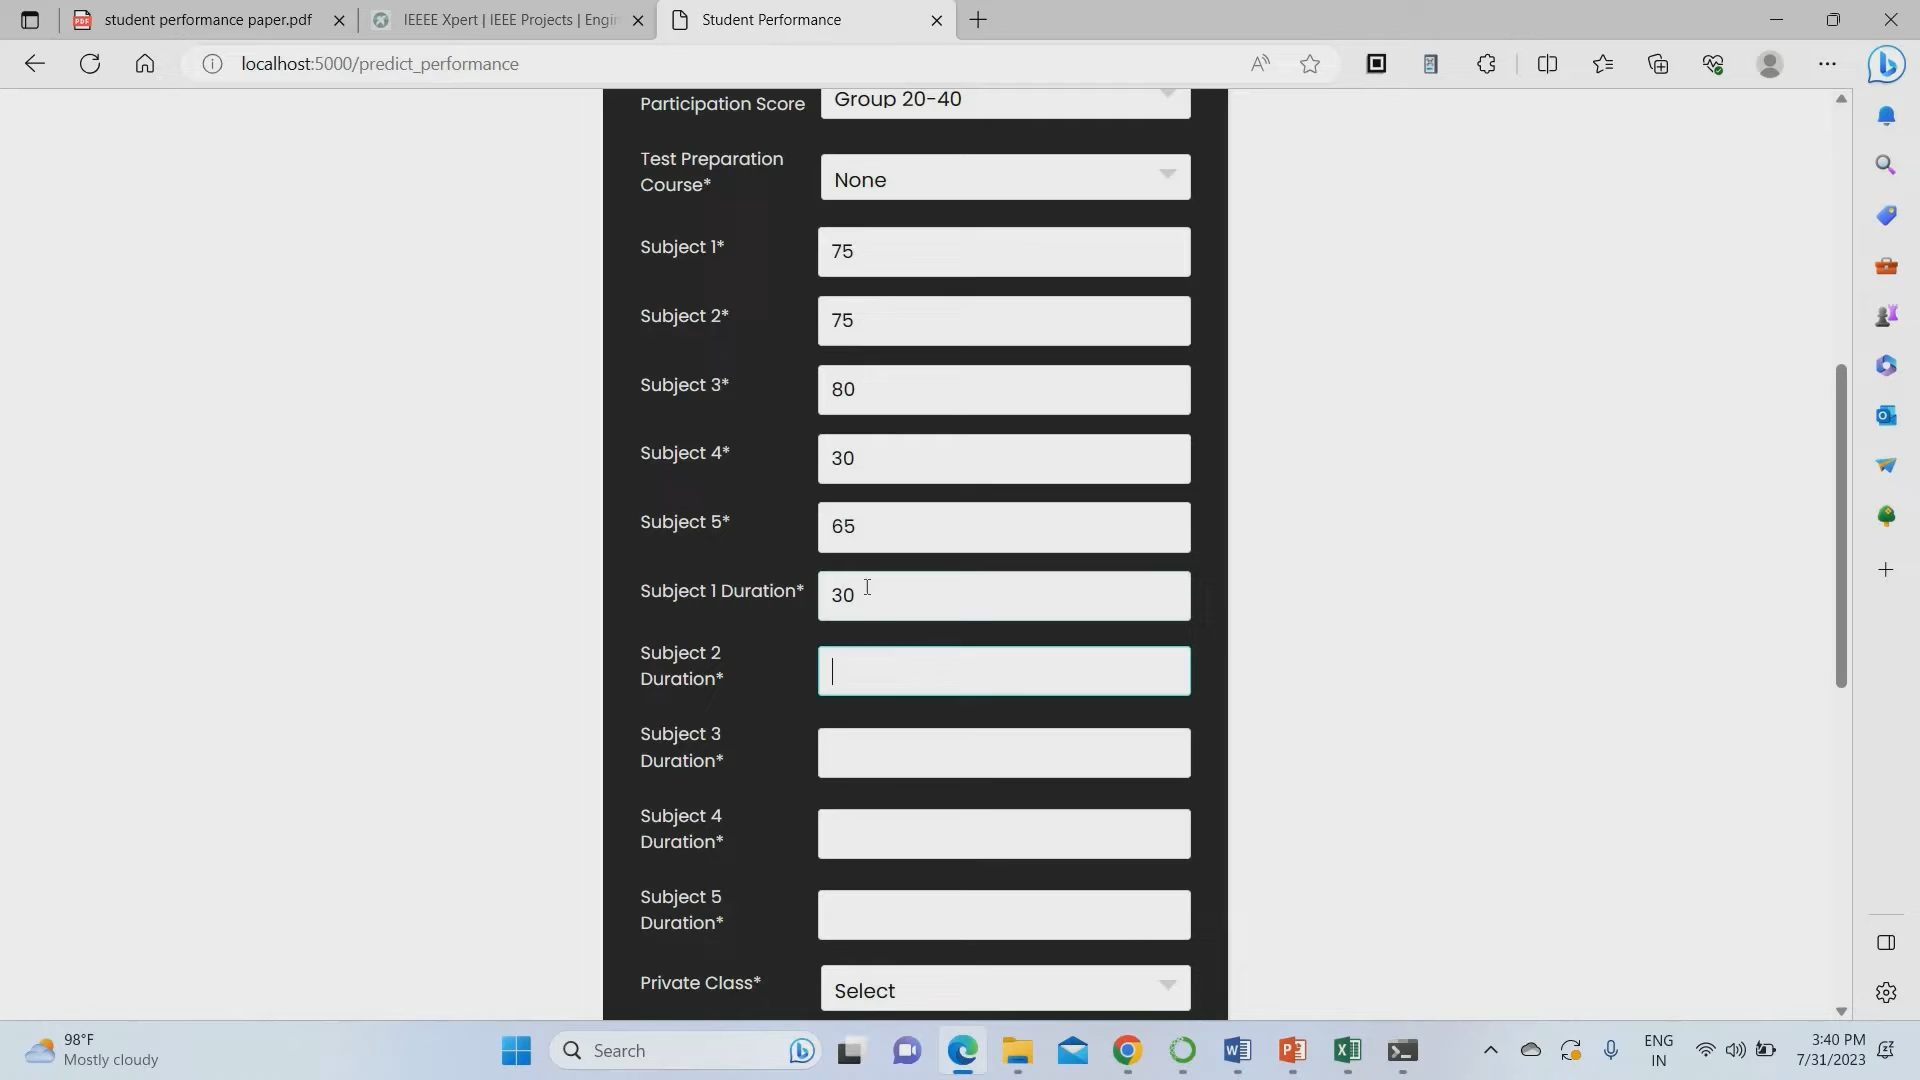 student performance paper.pdf
IEEEE Xpert | IEEE Projects | Engin
Student Performance
localhost:5000/predict_performance
Participation Score
Group 20-40
Test Preparation
Course*
None
Subject 1*
75
Subject 2*
75
Subject 3*
80
Subject 4*
30
Subject 5*
65
Subject 1 Duration*
30
Subject 2
Duration*
Subject 3
Duration*
Subject 4
Duration*
Subject 5
Duration*
Private Class*
Select
98°F
Mostly cloudy
Search
ENG
IN
3:40 PM
7/31/2023